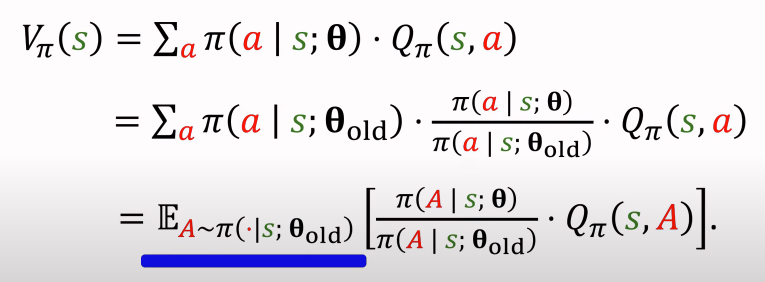 V_π(s) = ∑_a π(a | s; θ) · Q_π(s, a)
= ∑_a π(a | s; θ_old) · π(a | s; θ) / π(a | s; θ_old) · Q_π(s, a)
= 𝔼_{A~π(·|s; θ_old)} [ π(A | s; θ) / π(A | s; θ_old) · Q_π(s, A) ].